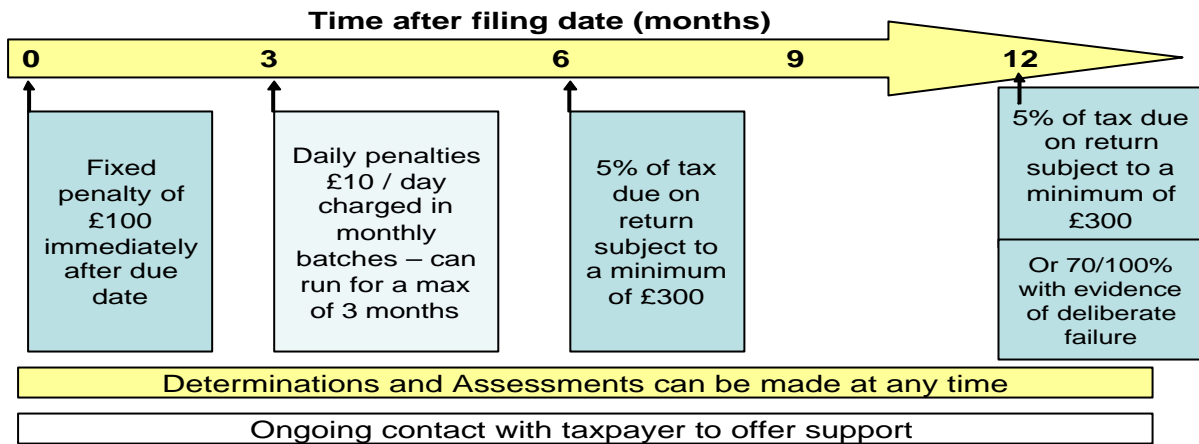 Time after filing date (months)
0 3 6 9 12
Fixed
penalty of
£100
immediately
after due
date
Daily penalties
£10 / day
charged in
monthly
batches – can
run for a max
of 3 months
5% of tax
due on
return
subject to
a minimum
of £300
5% of tax due
on return
subject to a
minimum of
£300
Or 70/100%
with evidence
of deliberate
failure
Determinations and Assessments can be made at any time
Ongoing contact with taxpayer to offer support